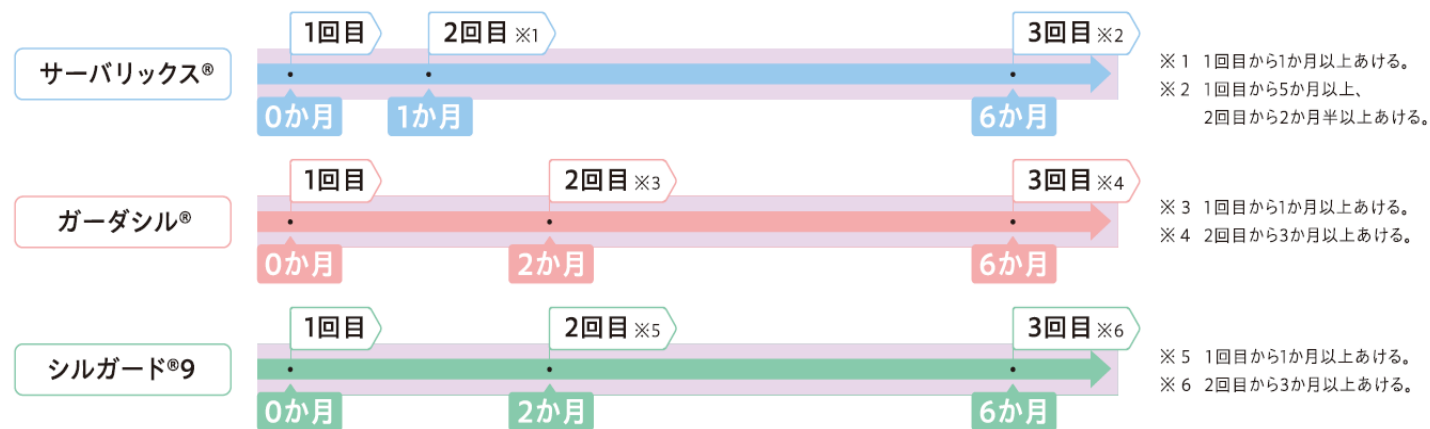 1回目
2回目 ※1
3回目 ※2
サーバリックス®
0か月
1か月
6か月
※1 1回目から1か月以上あける。
※2 1回目から5か月以上、
2回目から2か月半以上あける。
1回目
2回目 ※3
3回目 ※4
ガーダシル®
0か月
2か月
6か月
※3 1回目から1か月以上あける。
※4 2回目から3か月以上あける。
1回目
2回目 ※5
3回目 ※6
シルガード®9
0か月
2か月
6か月
※5 1回目から1か月以上あける。
※6 2回目から3か月以上あける。